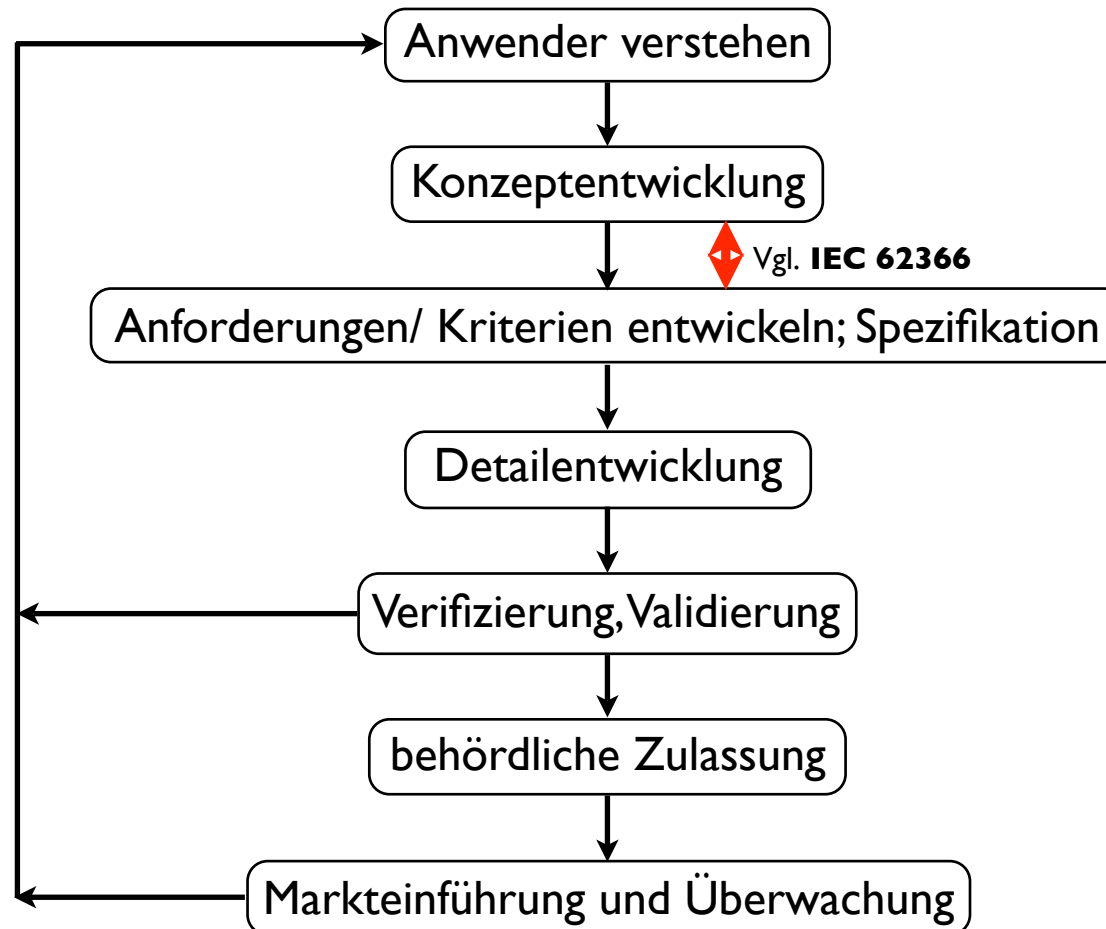 Anwender verstehen
Konzeptentwicklung
Vgl. IEC 62366
Anforderungen/ Kriterien entwickeln; Spezifikation
Detailentwicklung
Verifizierung, Validierung
behördliche Zulassung
Markteinführung und Überwachung